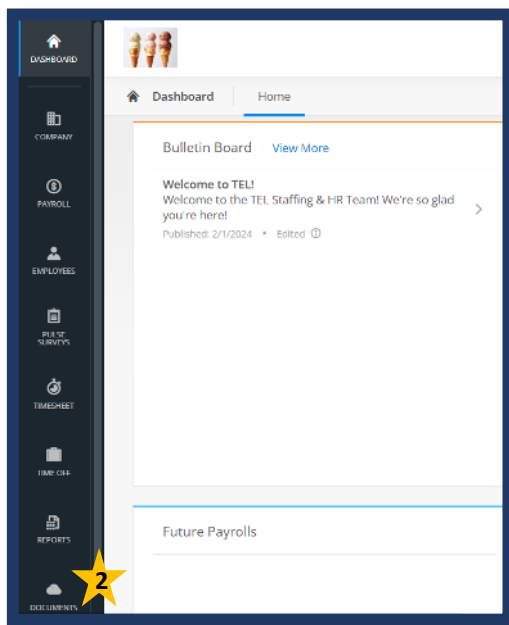 DASHBOARD
COMPANY
PAYROLL
EMPLOYEES
PULSE
SURVEYS
TIMESHEET
TIME OFF
REPORTS
DOCUMENTS
2
Dashboard Home
Bulletin Board View More
Welcome to TEL!
Welcome to the TEL Staffing & HR Team! We're so glad
you're here!
Published: 2/1/2024 • Edited
Future Payrolls